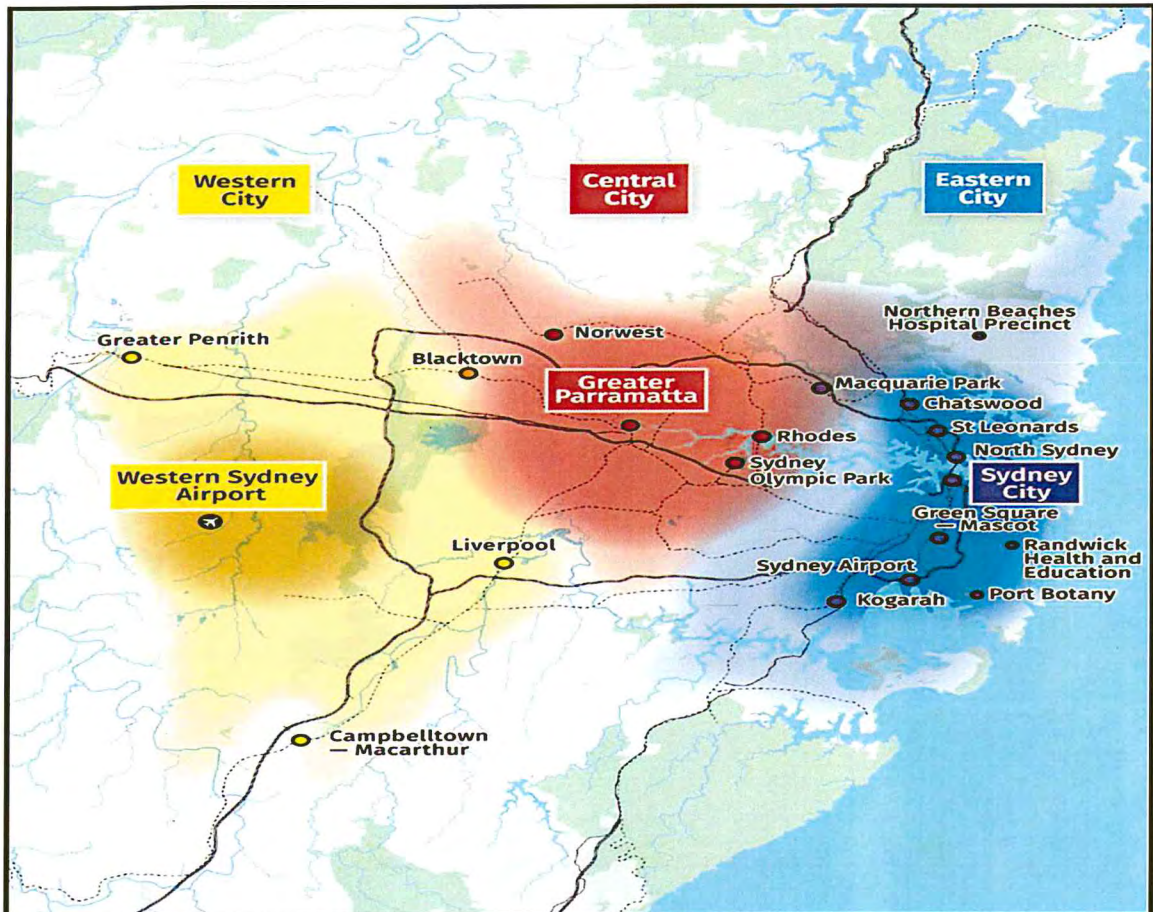 Western
City
Central
City
Eastern
City
Northern Beaches
Hospital Precinct
Norwest
Greater Penrith
Blacktown
Greater
Parramatta
Macquarie Park
Chatswood
St Leonards
Rhodes
North Sydney
Sydney
Olympic Park
Sydney
City
Western Sydney
Airport
Green Square
— Mascot
Liverpool
Randwick
Health and
Education
Sydney Airport
Port Botany
Kogarah
Campbelltown
— Macarthur